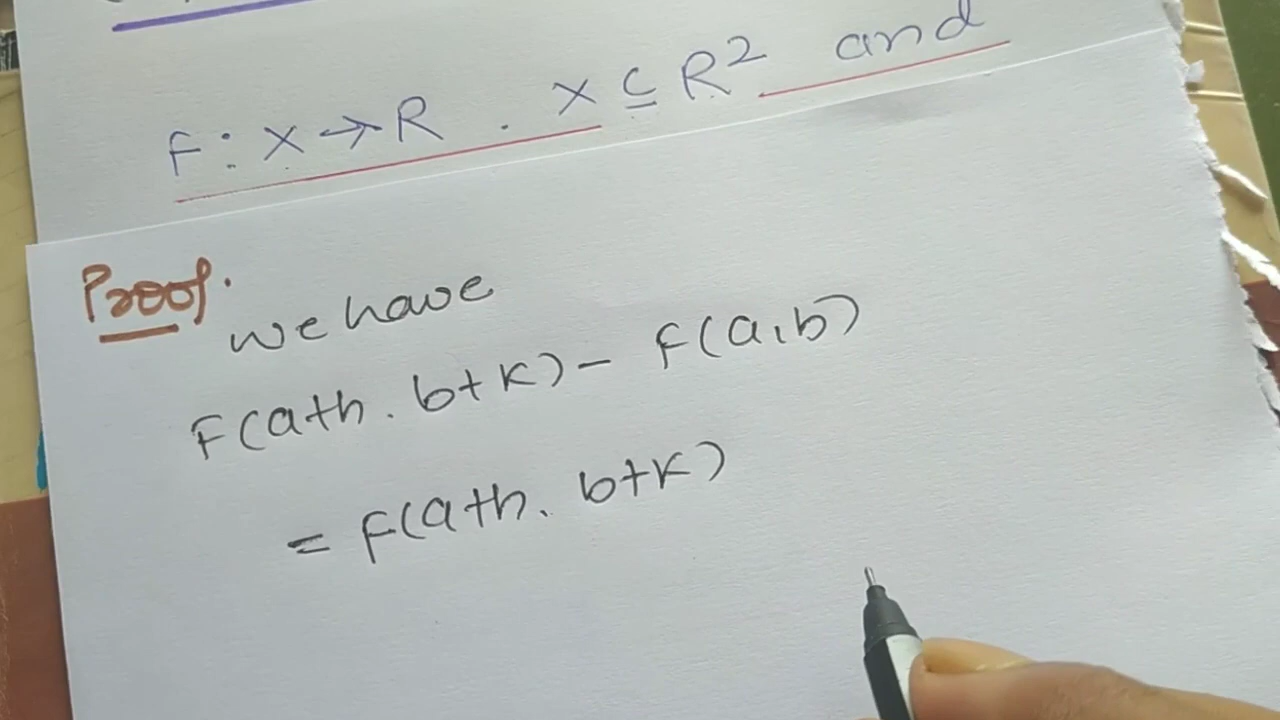 F: X → R . X ⊆ R² and
Proof.
we have
F(a+h, b+k) - F(a,b)
= F(a+h, b+k)